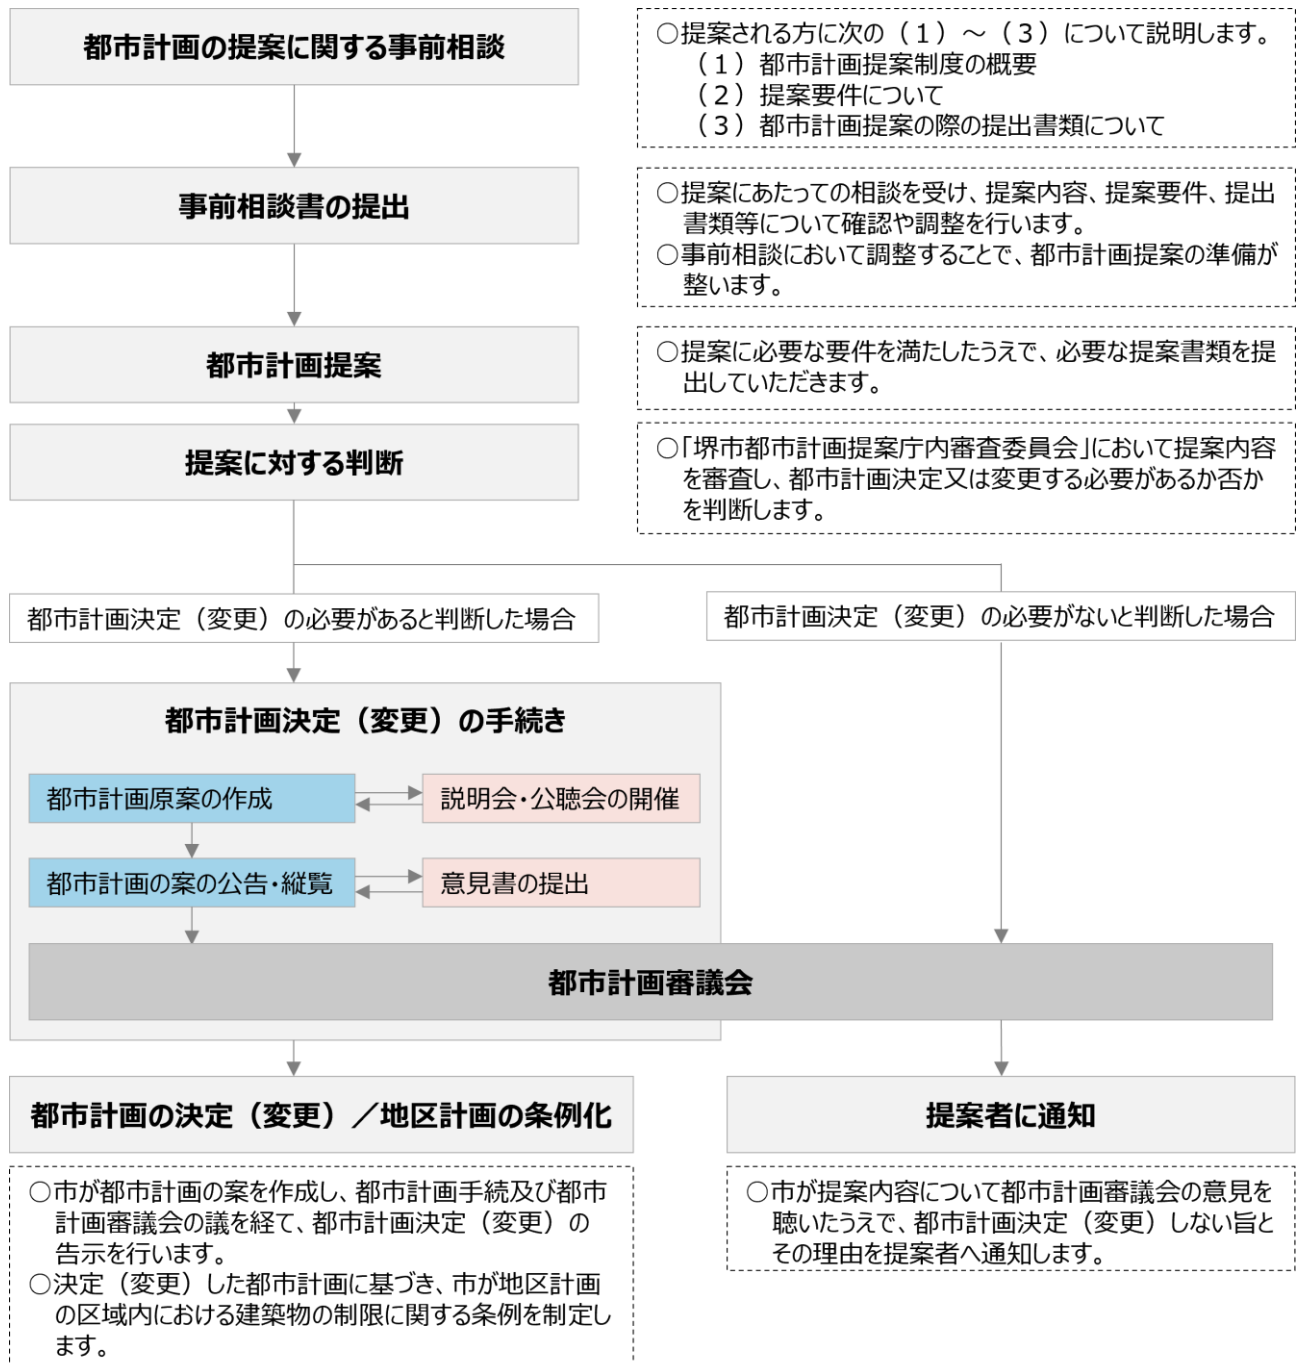 都市計画の提案に関する事前相談
○提案される方に次の（１）～（３）について説明します。
（１）都市計画提案制度の概要
（２）提案要件について
（３）都市計画提案の際の提出書類について
事前相談書の提出
○提案にあたっての相談を受け、提案内容、提案要件、提出
書類等について確認や調整を行います。
○事前相談において調整することで、都市計画提案の準備が
整います。
都市計画提案
○提案に必要な要件を満たしたうえで、必要な提案書類を提
出していただきます。
提案に対する判断
○「堺市都市計画提案庁内審査委員会」において提案内容
を審査し、都市計画決定又は変更する必要があるか否か
を判断します。
都市計画決定（変更）の必要があると判断した場合
都市計画決定（変更）の必要がないと判断した場合
都市計画決定（変更）の手続き
都市計画原案の作成
説明会・公聴会の開催
都市計画の案の公告・縦覧
意見書の提出
都市計画審議会
都市計画の決定（変更）／地区計画の条例化
提案者に通知
○市が都市計画の案を作成し、都市計画手続及び都市
計画審議会の議を経て、都市計画決定（変更）の
告示を行います。
○決定（変更）した都市計画に基づき、市が地区計画
の区域内における建築物の制限に関する条例を制定し
ます。
○市が提案内容について都市計画審議会の意見を
聴いたうえで、都市計画決定（変更）しない旨と
その理由を提案者へ通知します。